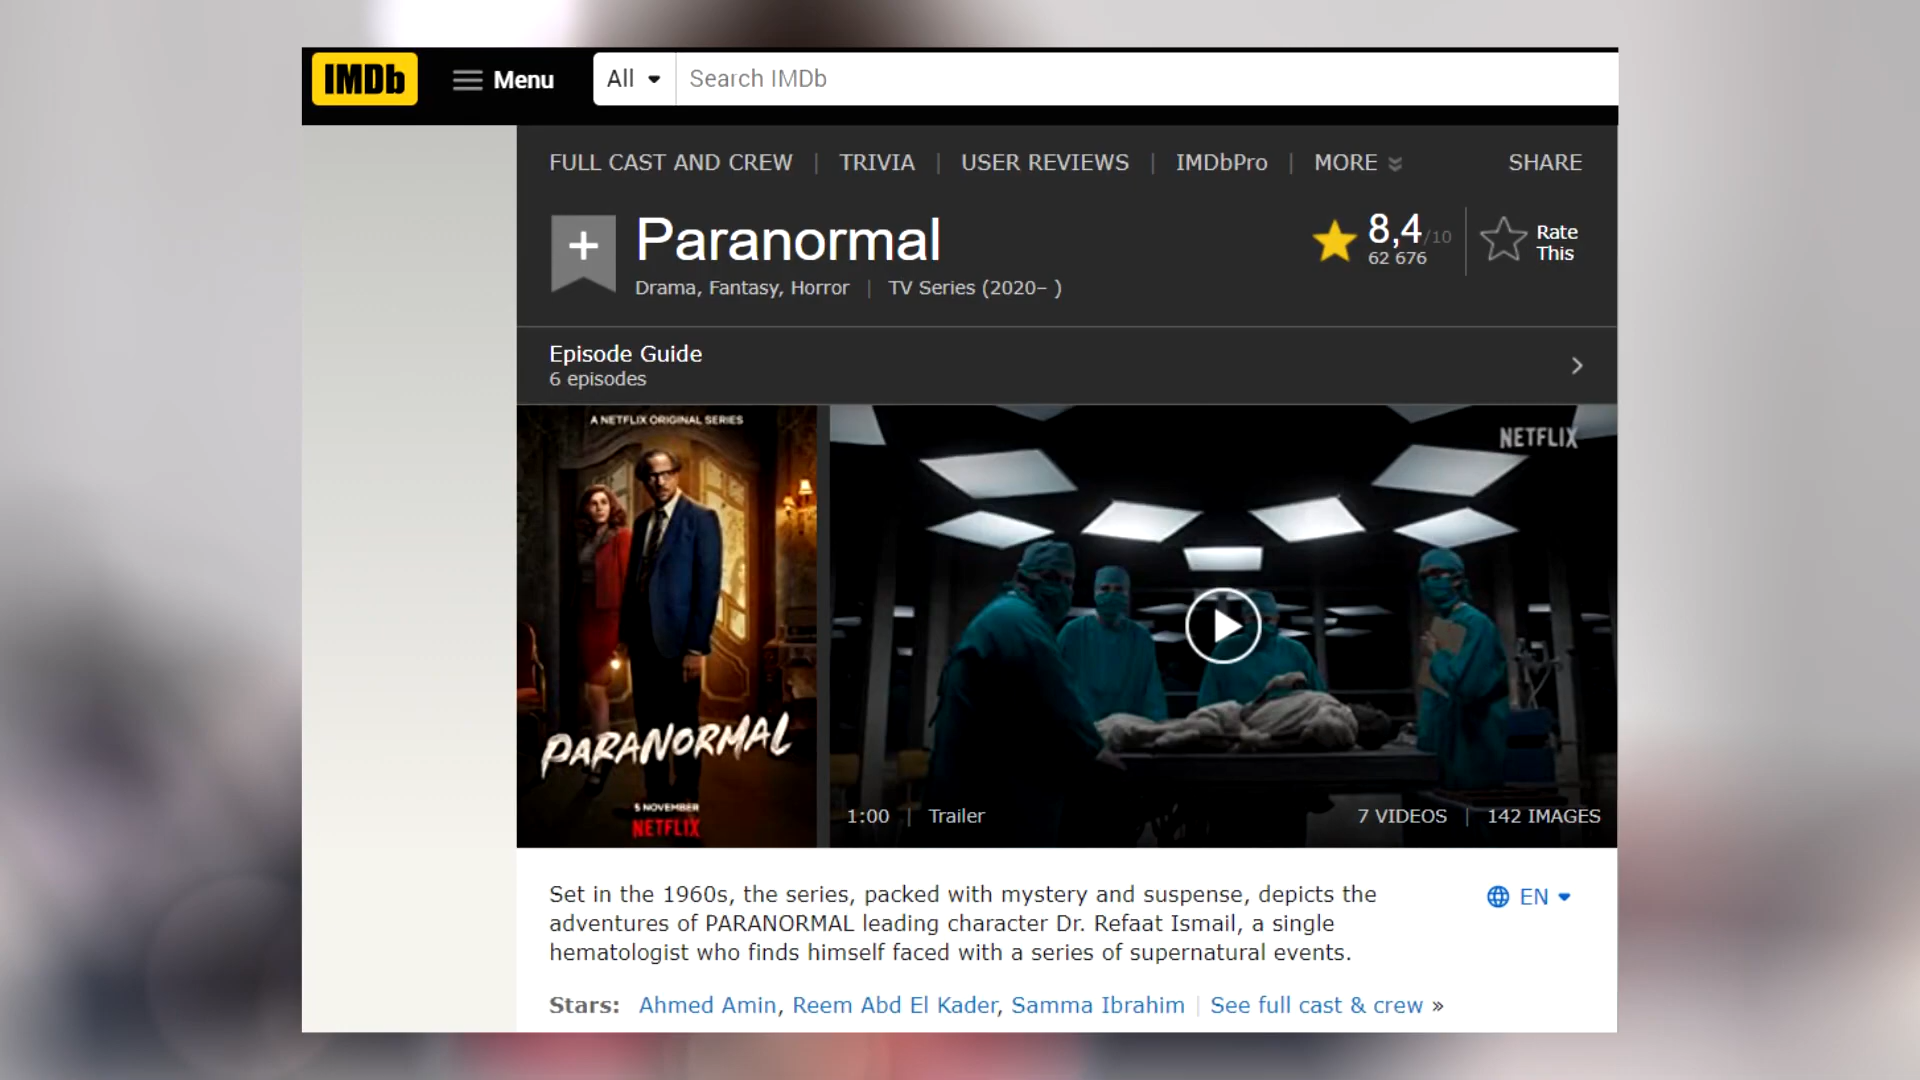 IMDb Menu All Search IMDb
FULL CAST AND CREW | TRIVIA | USER REVIEWS | IMDbPro | MORE SHARE
+ Paranormal
8,4/10
62 676
Rate
This
Drama, Fantasy, Horror | TV Series (2020– )
Episode Guide
6 episodes
A NETFLIX ORIGINAL SERIES
PARANORMAL
5 NOVEMBER
NETFLIX
NETFLIX
1:00 | Trailer
7 VIDEOS | 142 IMAGES
Set in the 1960s, the series, packed with mystery and suspense, depicts the
adventures of PARANORMAL leading character Dr. Refaat Ismail, a single
hematologist who finds himself faced with a series of supernatural events.
EN
Stars: Ahmed Amin, Reem Abd El Kader, Samma Ibrahim | See full cast & crew »